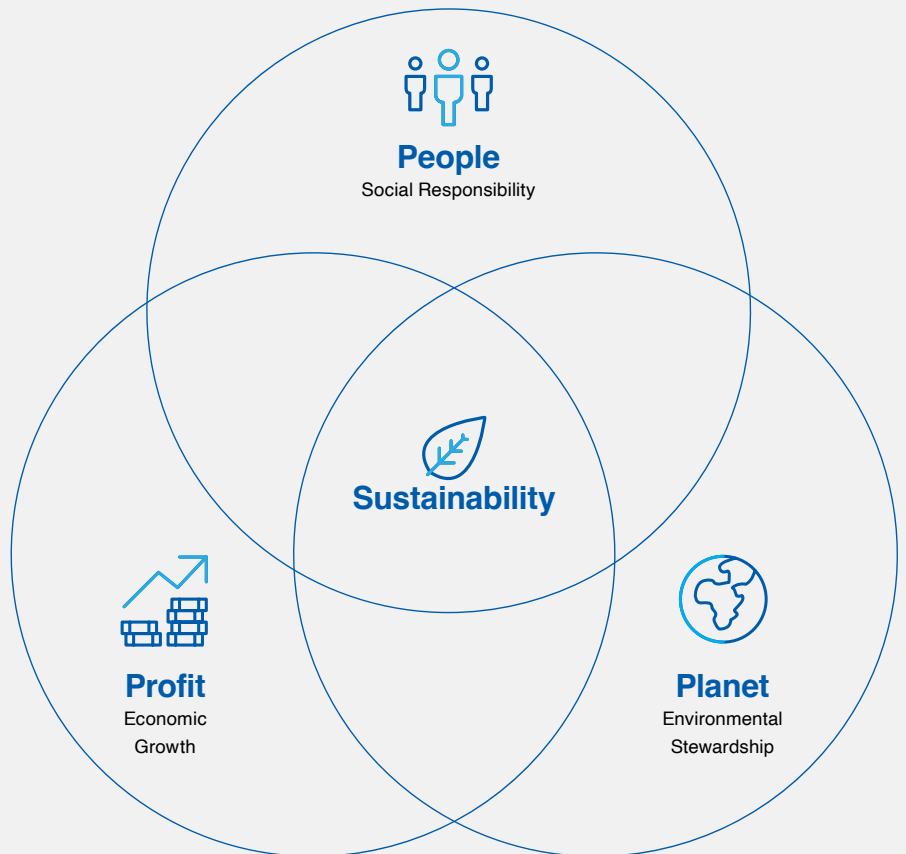 People
Social Responsibility
Sustainability
Profit
Economic
Growth
Planet
Environmental
Stewardship